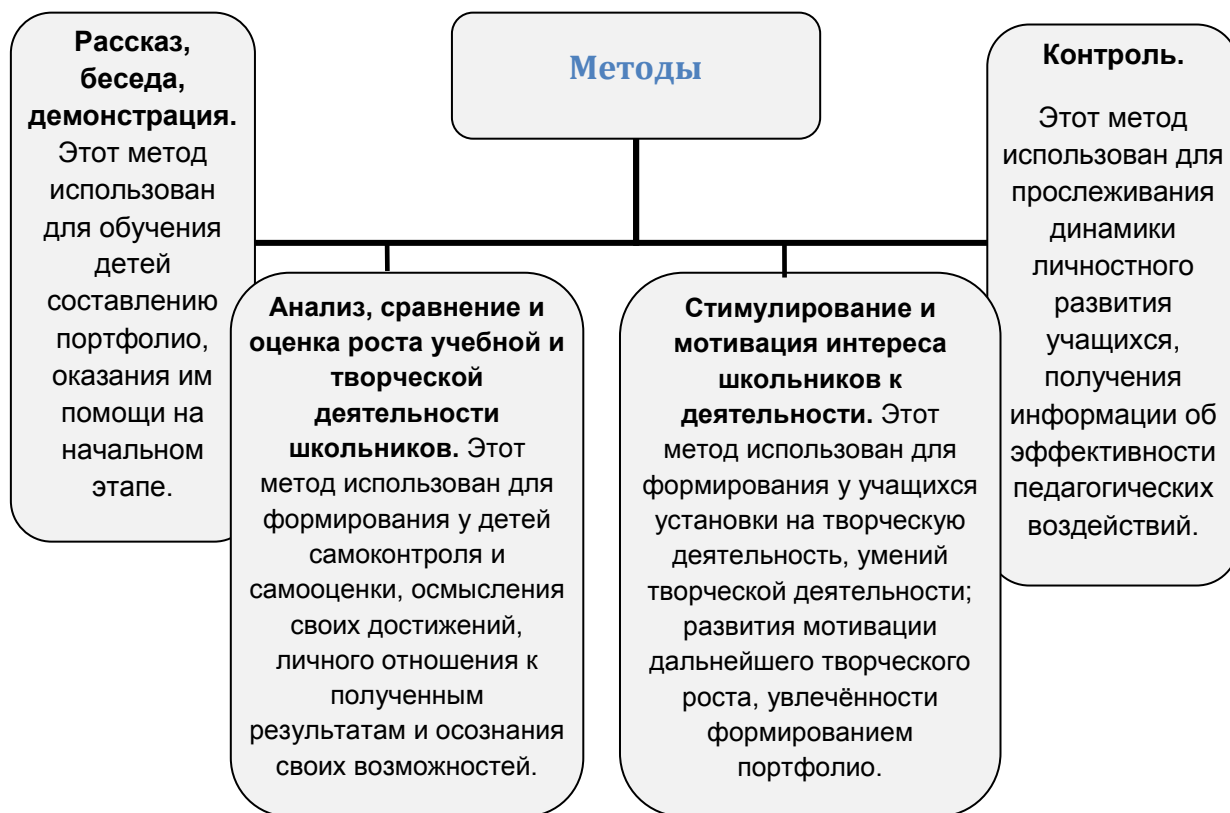 Методы
Рассказ,
беседа,
демонстрация.
Этот метод
использован
для обучения
детей
составлению
портфолио,
оказания им
помощи на
начальном
этапе.
Анализ, сравнение и
оценка роста учебной и
творческой
деятельности
школьников. Этот
метод использован для
формирования у детей
самоконтроля и
самооценки, осмысления
своих достижений,
личного отношения к
полученным
результатам и осознания
своих возможностей.
Стимулирование и
мотивация интереса
школьников к
деятельности. Этот
метод использован для
формирования у учащихся
установки на творческую
деятельность, умений
творческой деятельности;
развития мотивации
дальнейшего творческого
роста, увлечённости
формированием
портфолио.
Контроль.
Этот метод
использован для
прослеживания
динамики
личностного
развития
учащихся,
получения
информации об
эффективности
педагогических
воздействий.